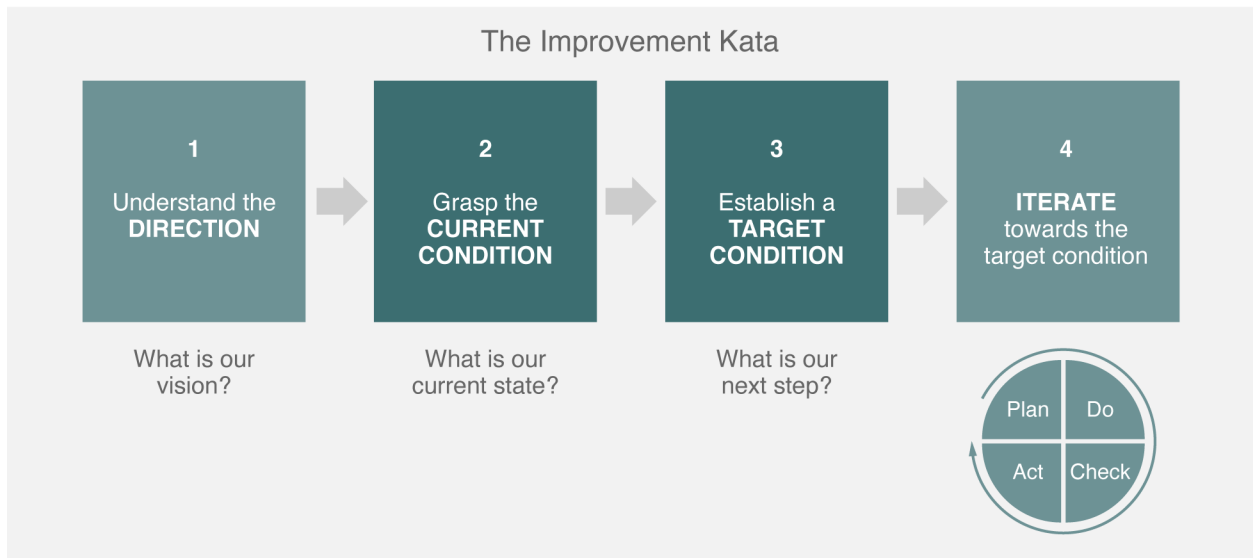 The Improvement Kata
1
Understand the
DIRECTION
What is our
vision?
2
Grasp the
CURRENT
CONDITION
What is our
current state?
3
Establish a
TARGET
CONDITION
What is our
next step?
4
ITERATE
towards the
target condition
Plan
Do
Act
Check